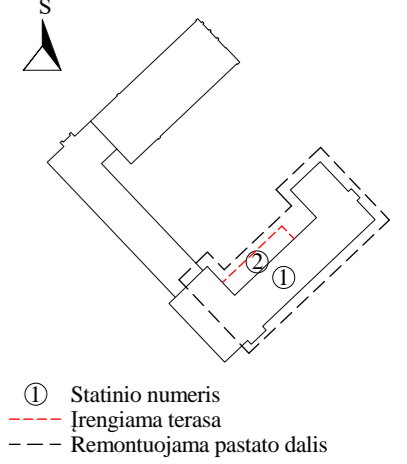 S
2
1
1 Statinio numeris
Įrengiama terasa
Remontuojama pastato dalis